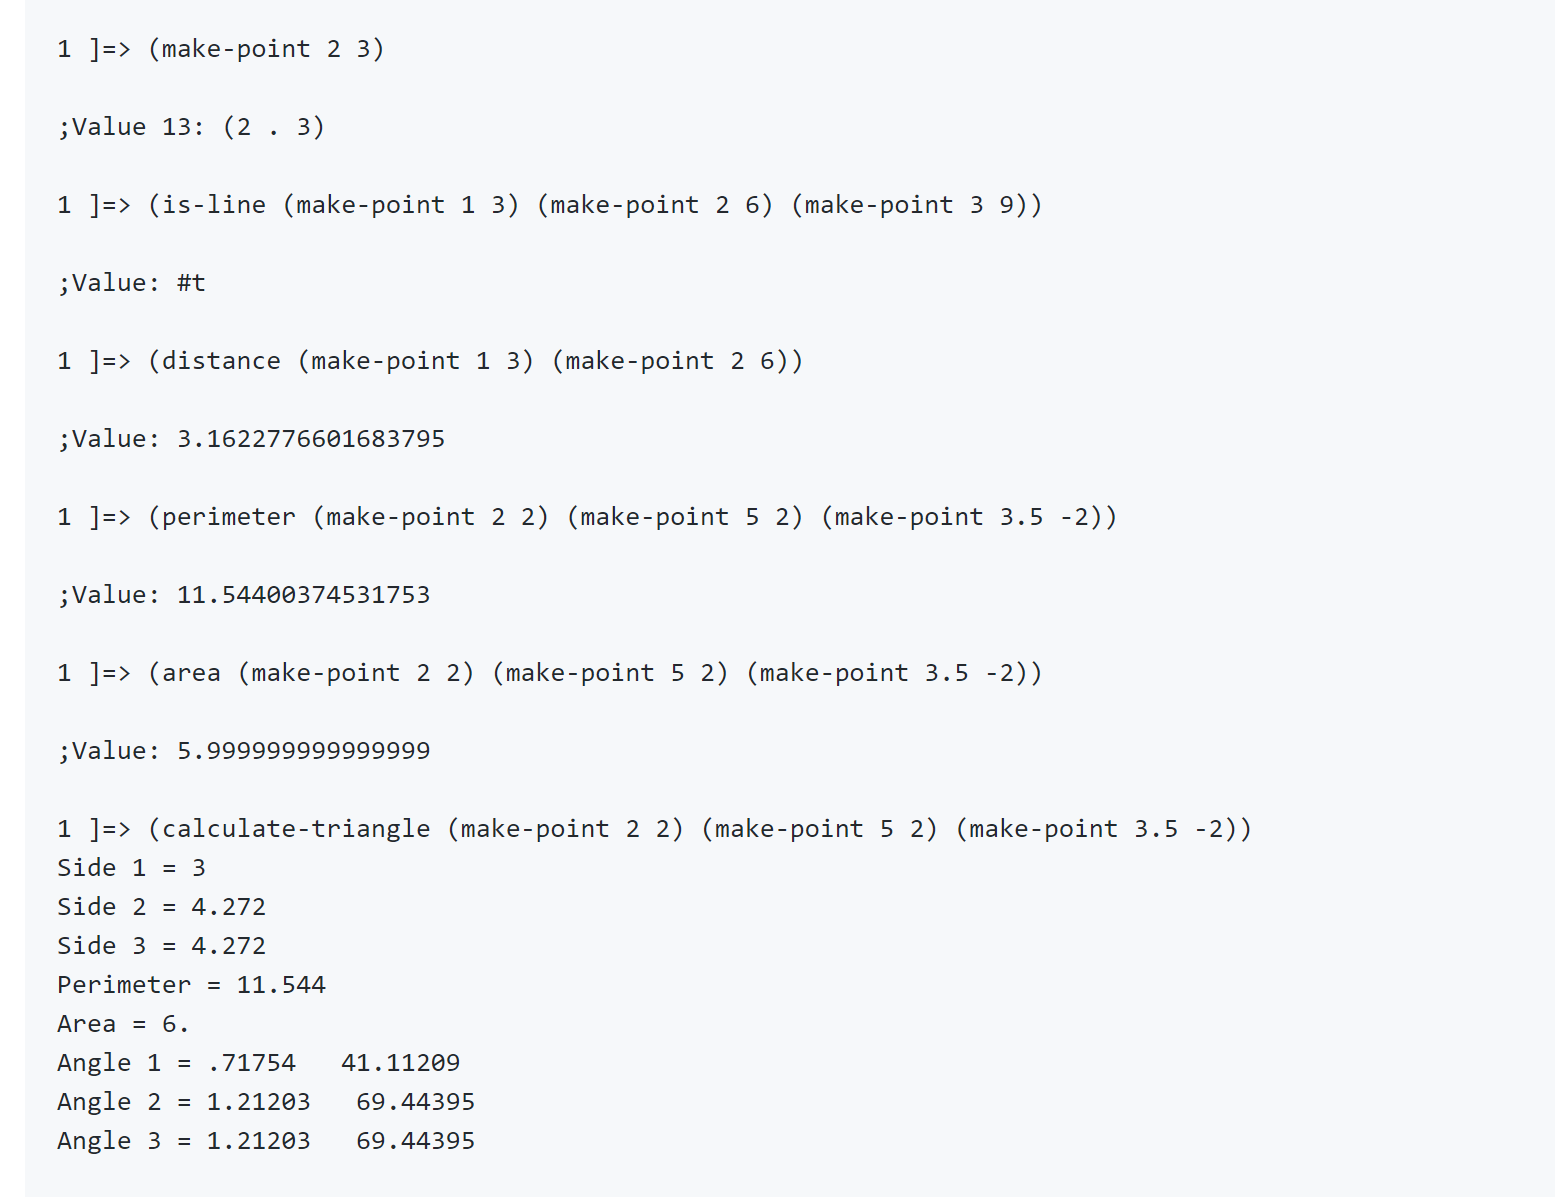 1 ]=> (make-point 2 3)
;Value 13: (2 . 3)
1 ]=> (is-line (make-point 1 3) (make-point 2 6) (make-point 3 9))
;Value: #t
1 ]=> (distance (make-point 1 3) (make-point 2 6))
;Value: 3.1622776601683795
1 ]=> (perimeter (make-point 2 2) (make-point 5 2) (make-point 3.5 -2))
;Value: 11.54400374531753
1 ]=> (area (make-point 2 2) (make-point 5 2) (make-point 3.5 -2))
;Value: 5.999999999999999
1 ]=> (calculate-triangle (make-point 2 2) (make-point 5 2) (make-point 3.5 -2))
Side 1 = 3
Side 2 = 4.272
Side 3 = 4.272
Perimeter = 11.544
Area = 6.
Angle 1 = .71754   41.11209
Angle 2 = 1.21203   69.44395
Angle 3 = 1.21203   69.44395